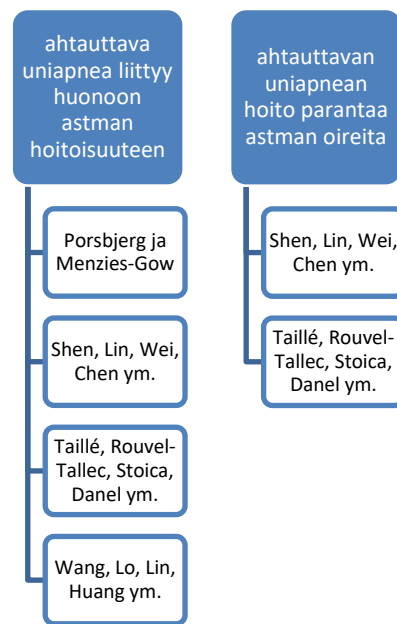 ahtauttava
uniapnea liittyy
huonoon
astman
hoitoisuuteen
Porsbjerg ja
Menzies-Gow
Shen, Lin, Wei,
Chen ym.
Taillé, Rouvel-
Tallec, Stoica,
Danel ym.
Wang, Lo, Lin,
Huang ym.
ahtauttavan
uniapnean
hoito parantaa
astman oireita
Shen, Lin, Wei,
Chen ym.
Taillé, Rouvel-
Tallec, Stoica,
Danel ym.